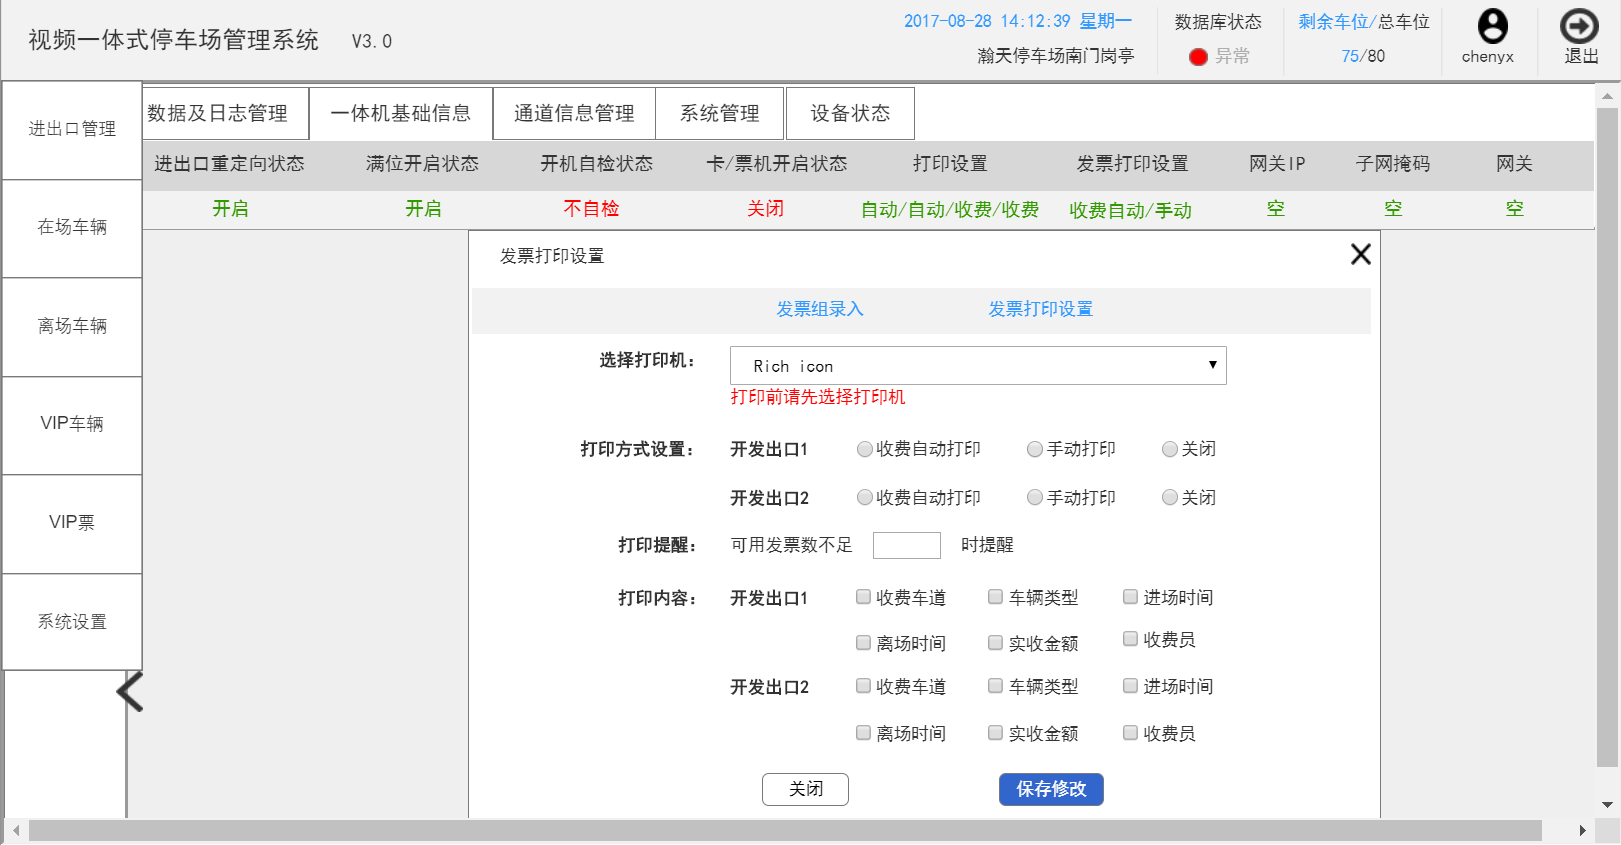 视频一体式停车场管理系统 V3.0
2017-08-28 14:12:39 星期一
瀚天停车场南门岗亭
数据库状态
异常
剩余车位/总车位
75/80
chenyx
退出
进出口管理
在场车辆
离场车辆
VIP车辆
VIP票
系统设置
数据及日志管理 一体机基础信息 通道信息管理 系统管理 设备状态
进出口重定向状态 满位开启状态 开机自检状态 卡/票机开启状态 打印设置 发票打印设置 网关IP 子网掩码 网关
开启 开启 不自检 关闭 自动/自动/收费/收费 收费自动/手动 空 空 空
发票打印设置
发票组录入 发票打印设置
选择打印机： Rich icon
打印前请先选择打印机
打印方式设置： 开发出口1 收费自动打印 手动打印 关闭
开发出口2 收费自动打印 手动打印 关闭
打印提醒： 可用发票数不足 时提醒
打印内容： 开发出口1 收费车道 车辆类型 进场时间
离场时间 实收金额 收费员
开发出口2 收费车道 车辆类型 进场时间
离场时间 实收金额 收费员
关闭 保存修改